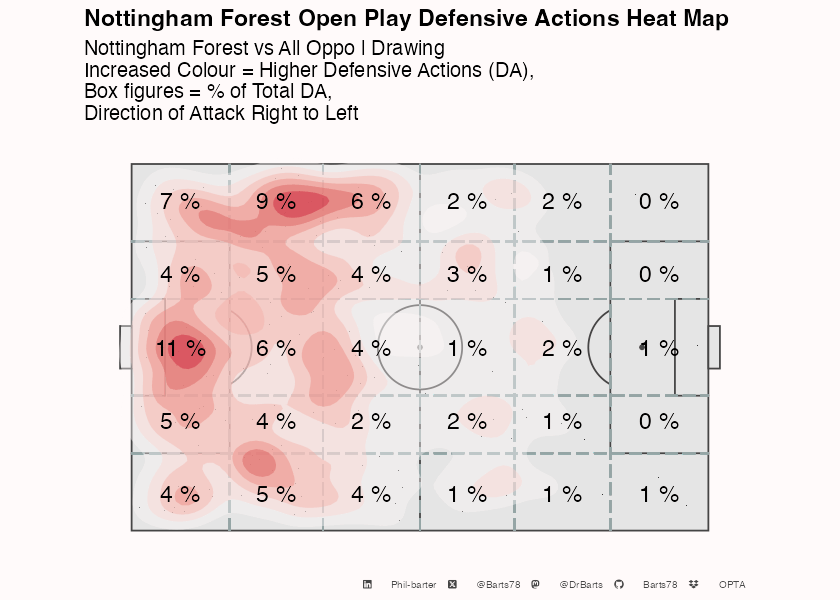 Nottingham Forest Open Play Defensive Actions Heat Map
Nottingham Forest vs All Oppo | Drawing
Increased Colour = Higher Defensive Actions (DA),
Box figures = % of Total DA,
Direction of Attack Right to Left
7 % 9 % 6 % 2 % 2 % 0 %
4 % 5 % 4 % 3 % 1 % 0 %
11 % 6 % 4 % 1 % 2 % 1 %
5 % 4 % 2 % 2 % 1 % 0 %
4 % 5 % 4 % 1 % 1 % 1 %
Phil-barter @Barts78 @DrBarts Barts78 OPTA